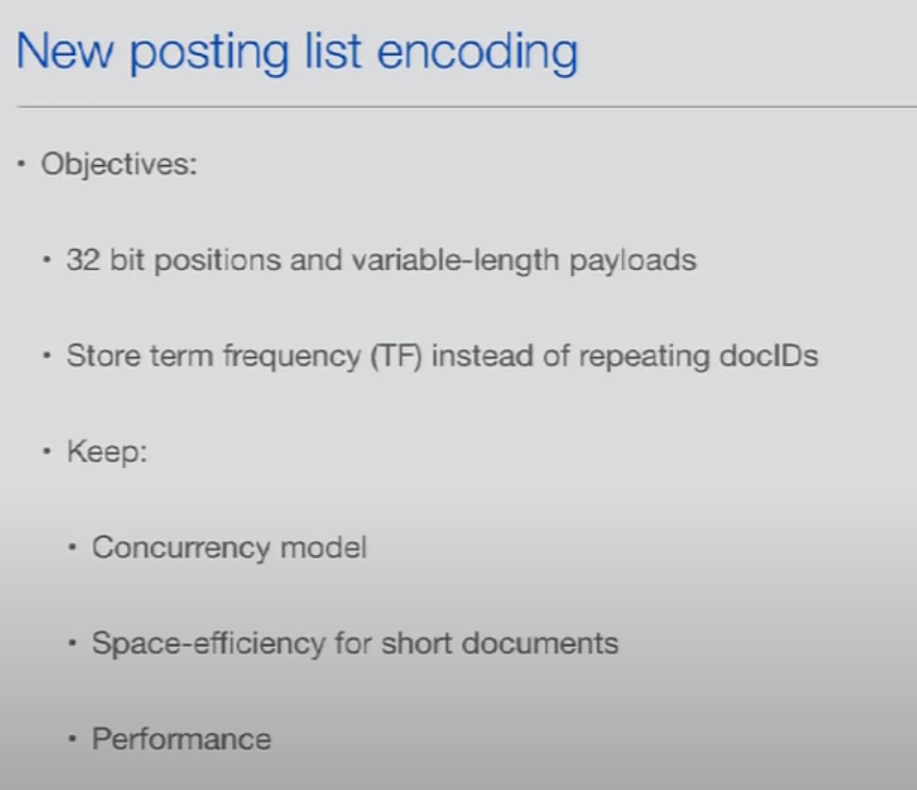 New posting list encoding
• Objectives:
• 32 bit positions and variable-length payloads
• Store term frequency (TF) instead of repeating docIDs
• Keep:
• Concurrency model
• Space-efficiency for short documents
• Performance